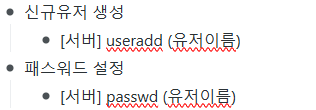 신규유저 생성
[서버] useradd (유저이름)
패스워드 설정
[서버] passwd (유저이름)